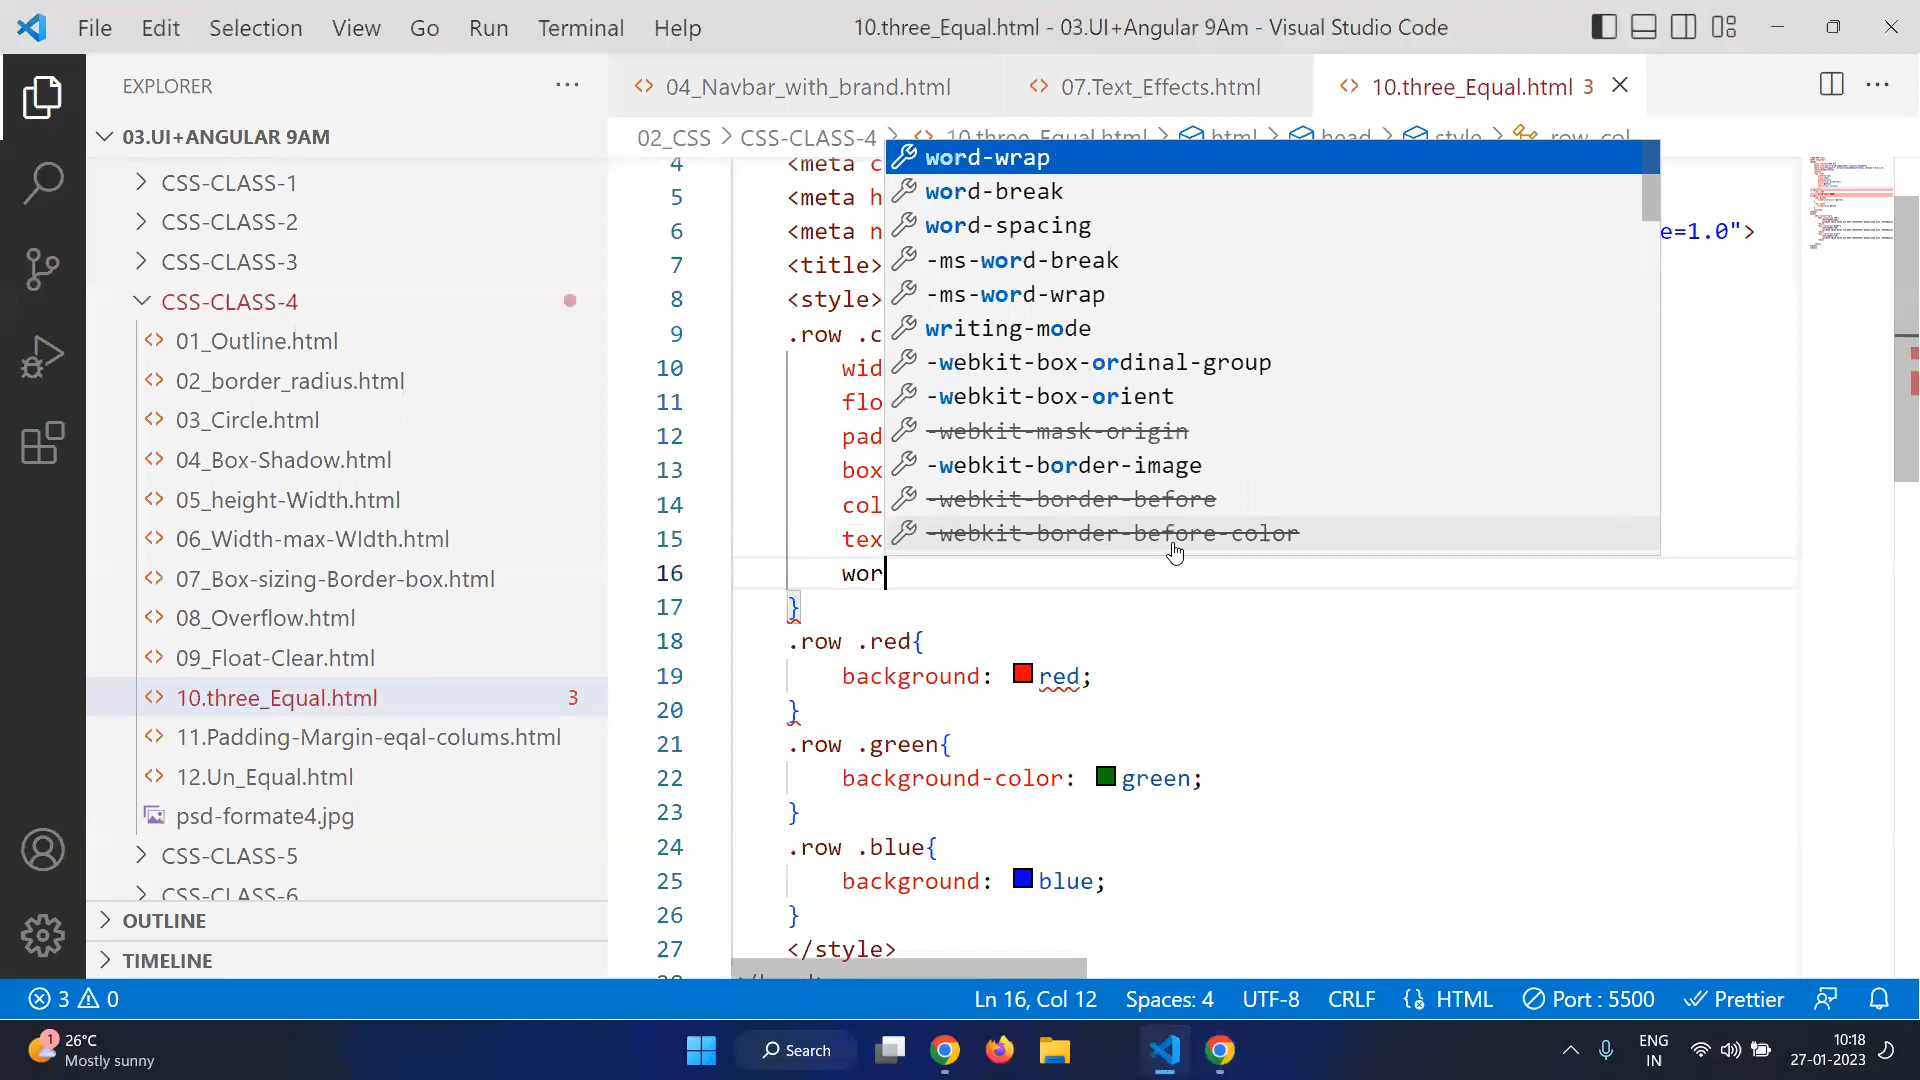 File Edit Selection View Go Run Terminal Help 10.three_Equal.html - 03.UI+Angular 9Am - Visual Studio Code
EXPLORER
04_Navbar_with_brand.html 07.Text_Effects.html 10.three_Equal.html 3
03.UI+ANGULAR 9AM
02_CSS > CSS-CLASS-4 > 10.three_Equal.html > html > head > style > .row .col
CSS-CLASS-1
CSS-CLASS-2
CSS-CLASS-3
CSS-CLASS-4
01_Outline.html
02_border_radius.html
03_Circle.html
04_Box-Shadow.html
05_height-Width.html
06_Width-max-WIdth.html
07_Box-sizing-Border-box.html
08_Overflow.html
09_Float-Clear.html
10.three_Equal.html 3
11.Padding-Margin-eqal-colums.html
12.Un_Equal.html
psd-formate4.jpg
CSS-CLASS-5
CSS-CLASS-6
OUTLINE
TIMELINE
4 <meta c
5 <meta h
6 <meta n e=1.0">
7 <title>
8 <style>
9 .row .c
10 wid
11 flo
12 pad
13 box
14 col
15 tex
16 wor
17 }
18 .row .red{
19 background: red;
20 }
21 .row .green{
22 background-color: green;
23 }
24 .row .blue{
25 background: blue;
26 }
27 </style>
word-wrap
word-break
word-spacing
-ms-word-break
-ms-word-wrap
writing-mode
-webkit-box-ordinal-group
-webkit-box-orient
-webkit-mask-origin
-webkit-border-image
-webkit-border-before
-webkit-border-before-color
3 0 Ln 16, Col 12 Spaces: 4 UTF-8 CRLF HTML Port : 5500 Prettier
1 26°C
Mostly sunny
Search
ENG
IN
10:18
27-01-2023